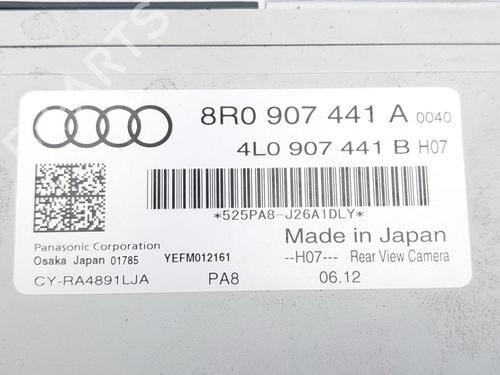 8R0 907 441 A 0040
4L0 907 441 B H07
*525PA8-J26A1DLY*
Panasonic Corporation
Osaka Japan 01785 YEFM012161
CY-RA4891LJA PA8
Made in Japan
--H07--- Rear View Camera
06.12